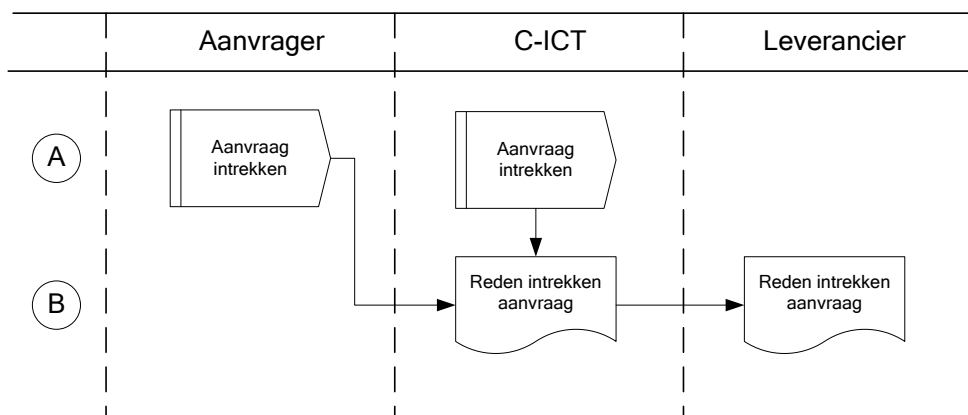 Aanvrager
C-ICT
Leverancier
A
Aanvraag
intrekken
Aanvraag
intrekken
B
Reden intrekken
aanvraag
Reden intrekken
aanvraag